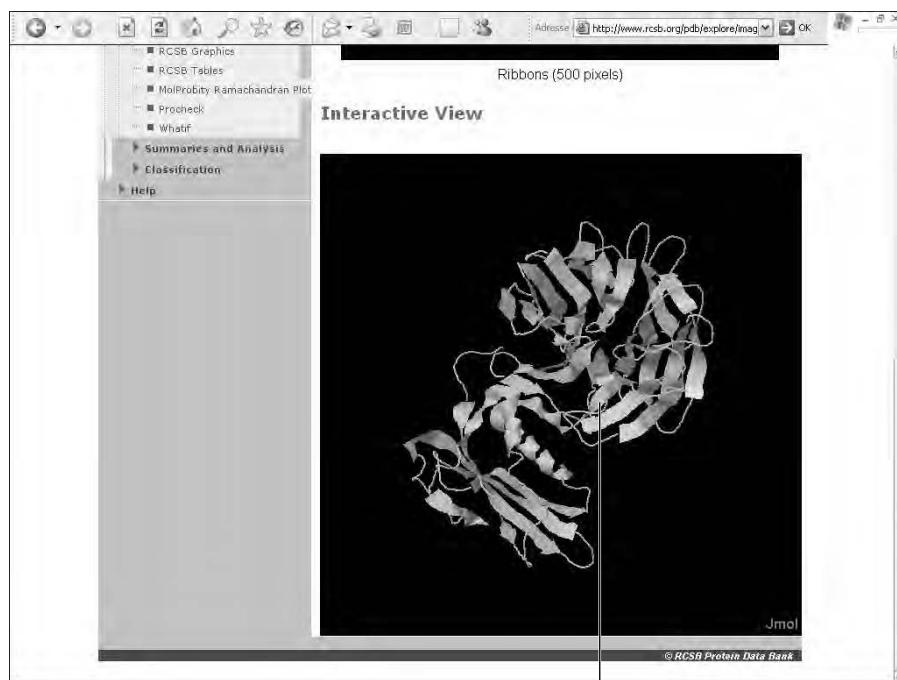 Adresse http://www.rcsb.org/pdb/explore/imag OK
RCSB Graphics
RCSB Tables
MolProbity Ramachandran Plot
Procheck
Whatif
Summaries and Analysis
Classification
Help
Ribbons (500 pixels)
Interactive View
Jmol
© RCSB Protein Data Bank